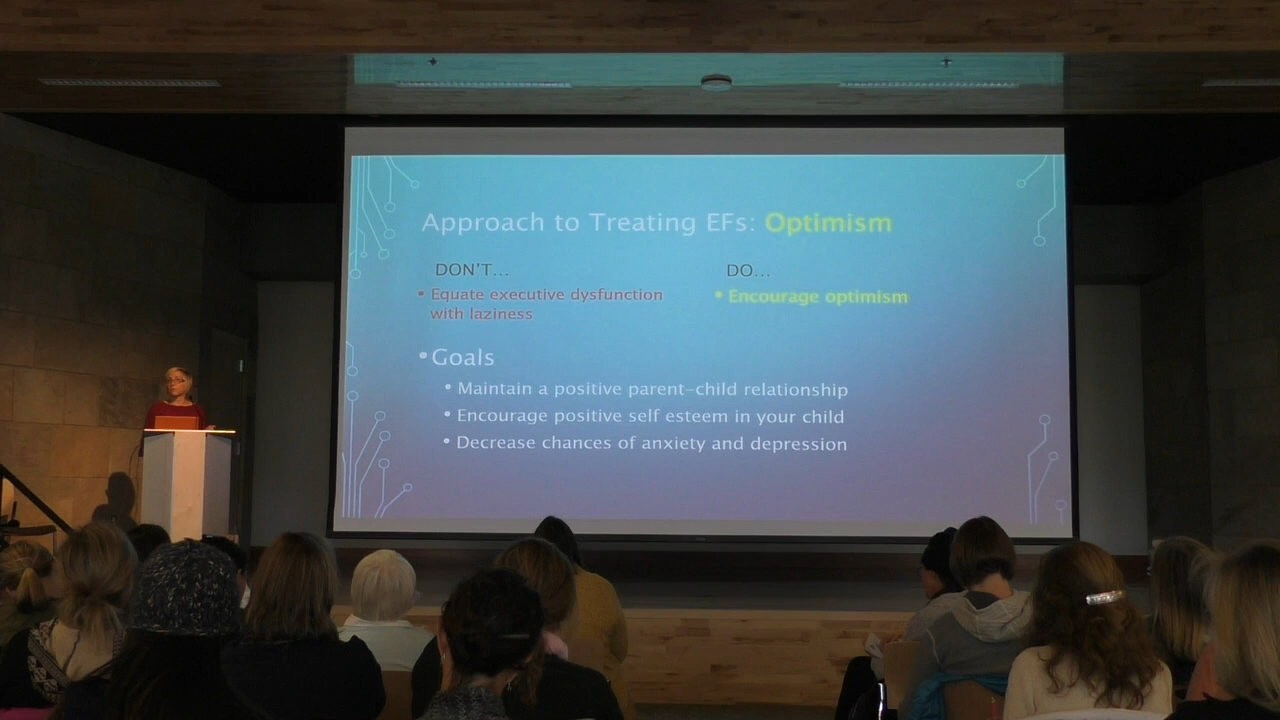 Approach to Treating EFs: Optimism
DON'T...
• Equate executive dysfunction
with laziness
DO...
• Encourage optimism
• Goals
• Maintain a positive parent-child relationship
• Encourage positive self esteem in your child
• Decrease chances of anxiety and depression